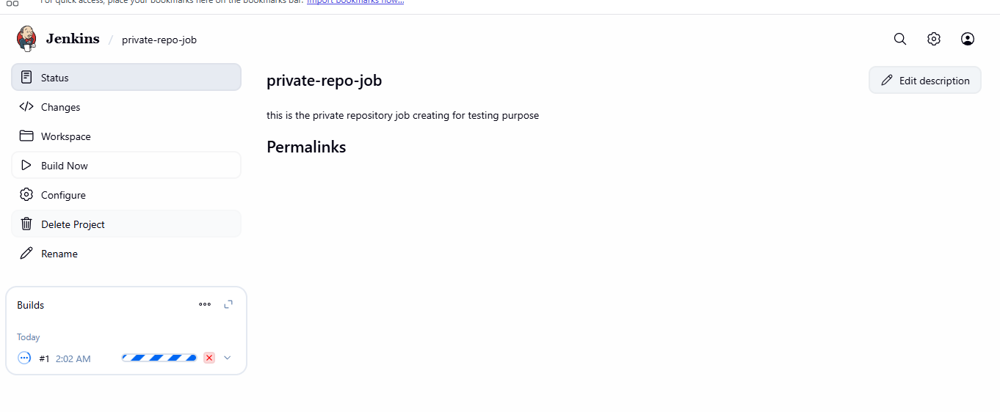 For quick access, place your bookmarks here on the bookmarks bar. Import bookmarks now...
Jenkins / private-repo-job
Status
Changes
Workspace
Build Now
Configure
Delete Project
Rename
Builds
Today
#1 2:02 AM
private-repo-job
Edit description
this is the private repository job creating for testing purpose
Permalinks